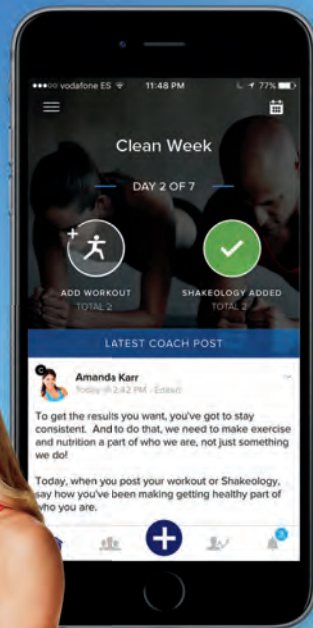 vodafone ES 11:48 PM 77%
Clean Week
DAY 2 OF 7
ADD WORKOUT SHAKEOLOGY ADDED
TOTAL 2 TOTAL 2
LATEST COACH POST
Amanda Karr
Today @ 2:42 PM - Edited
To get the results you want, you've got to stay
consistent. And to do that, we need to make exercise
and nutrition a part of who we are, not just something
we do!
Today, when you post your workout or Shakeology,
say how you've been making getting healthy part of
who you are.